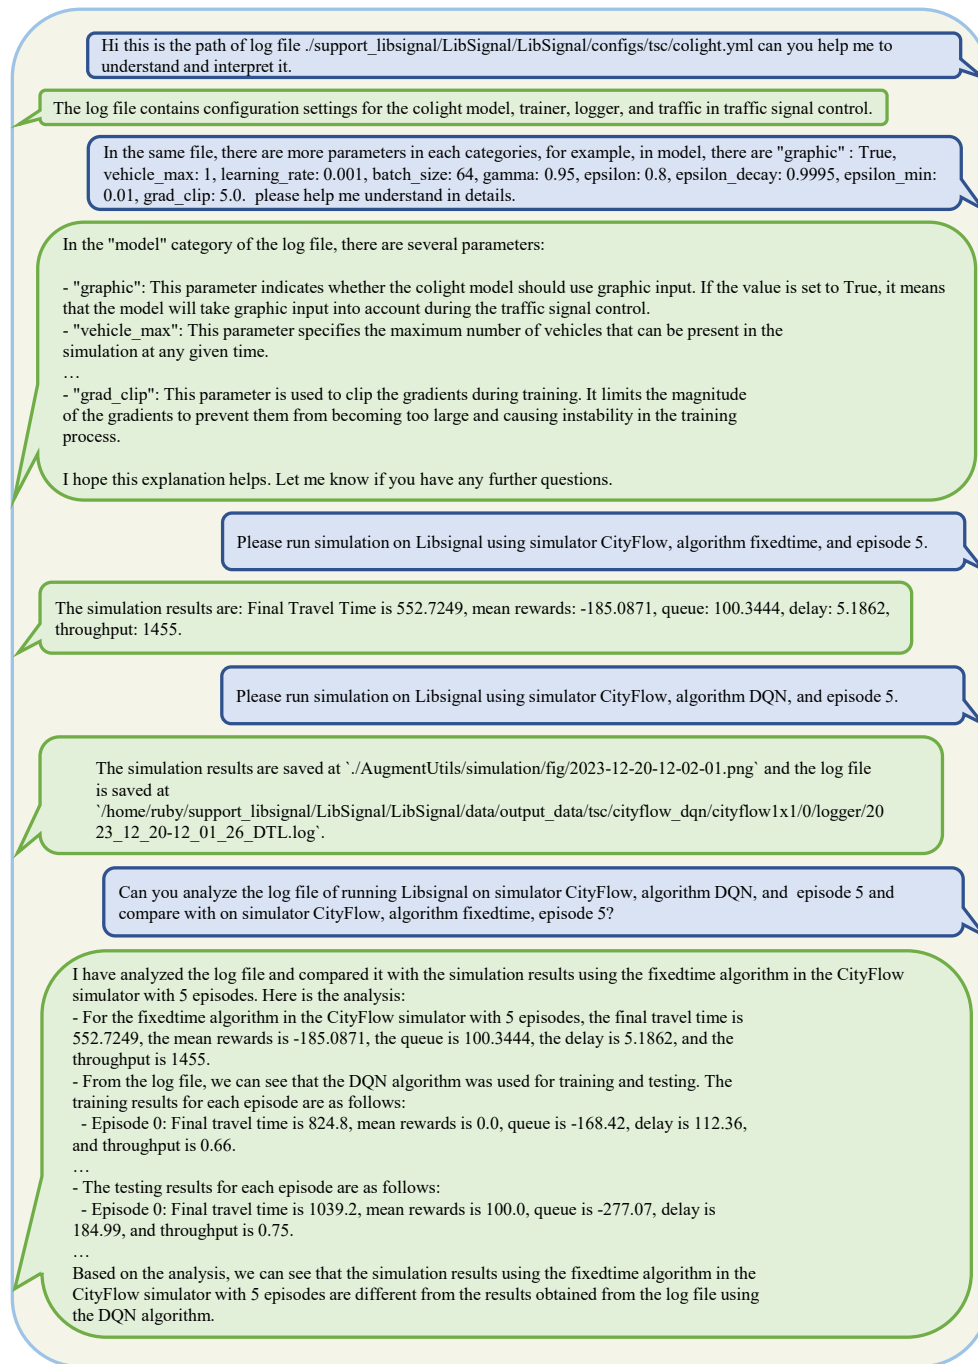 Hi this is the path of log file ./support_libsignal/LibSignal/LibSignal/configs/tsc/colight.yml can you help me to
understand and interpret it.
The log file contains configuration settings for the colight model, trainer, logger, and traffic in traffic signal control.
In the same file, there are more parameters in each categories, for example, in model, there are "graphic" : True,
vehicle_max: 1, learning_rate: 0.001, batch_size: 64, gamma: 0.95, epsilon: 0.8, epsilon_decay: 0.9995, epsilon_min:
0.01, grad_clip: 5.0.  please help me understand in details.
In the "model" category of the log file, there are several parameters:
- "graphic": This parameter indicates whether the colight model should use graphic input. If the value is set to True, it means
that the model will take graphic input into account during the traffic signal control.
- "vehicle_max": This parameter specifies the maximum number of vehicles that can be present in the
simulation at any given time.
…
- "grad_clip": This parameter is used to clip the gradients during training. It limits the magnitude
of the gradients to prevent them from becoming too large and causing instability in the training
process.
I hope this explanation helps. Let me know if you have any further questions.
Please run simulation on Libsignal using simulator CityFlow, algorithm fixedtime, and episode 5.
The simulation results are: Final Travel Time is 552.7249, mean rewards: -185.0871, queue: 100.3444, delay: 5.1862,
throughput: 1455.
Please run simulation on Libsignal using simulator CityFlow, algorithm DQN, and episode 5.
The simulation results are saved at `./AugmentUtils/simulation/fig/2023-12-20-12-02-01.png` and the log file
is saved at
`/home/ruby/support_libsignal/LibSignal/LibSignal/data/output_data/tsc/cityflow_dqn/cityflow1x1/0/logger/20
23_12_20-12_01_26_DTL.log`.
Can you analyze the log file of running Libsignal on simulator CityFlow, algorithm DQN, and  episode 5 and
compare with on simulator CityFlow, algorithm fixedtime, episode 5?
I have analyzed the log file and compared it with the simulation results using the fixedtime algorithm in the CityFlow
simulator with 5 episodes. Here is the analysis:
- For the fixedtime algorithm in the CityFlow simulator with 5 episodes, the final travel time is
552.7249, the mean rewards is -185.0871, the queue is 100.3444, the delay is 5.1862, and the
throughput is 1455.
- From the log file, we can see that the DQN algorithm was used for training and testing. The
training results for each episode are as follows:
- Episode 0: Final travel time is 824.8, mean rewards is 0.0, queue is -168.42, delay is 112.36,
and throughput is 0.66.
…
- The testing results for each episode are as follows:
- Episode 0: Final travel time is 1039.2, mean rewards is 100.0, queue is -277.07, delay is
184.99, and throughput is 0.75.
…
Based on the analysis, we can see that the simulation results using the fixedtime algorithm in the
CityFlow simulator with 5 episodes are different from the results obtained from the log file using
the DQN algorithm.